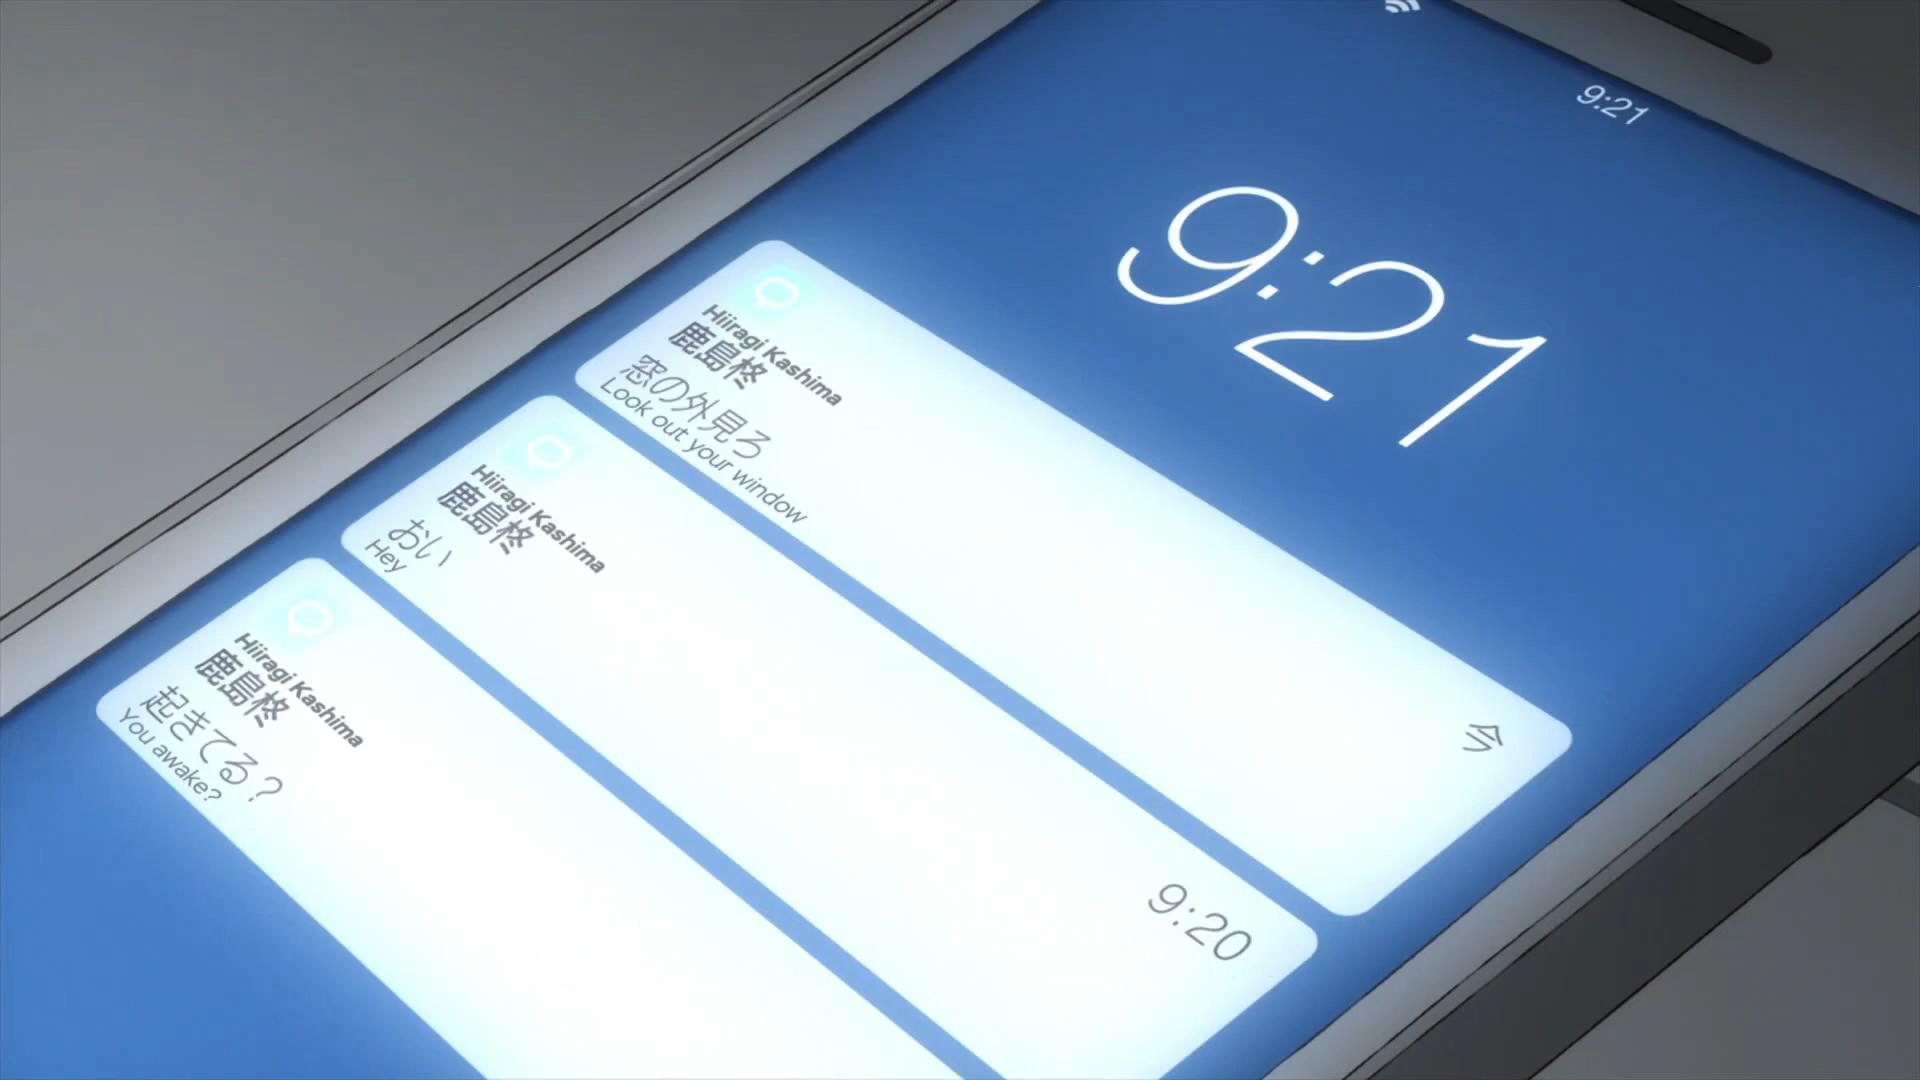 9:21
9:21
Hiiragi Kashima
鹿島柊
窓の外見ろ
Look out your window
今
Hiiragi Kashima
鹿島柊
おい
Hey
9:20
Hiiragi Kashima
鹿島柊
起きてる？
You awake?